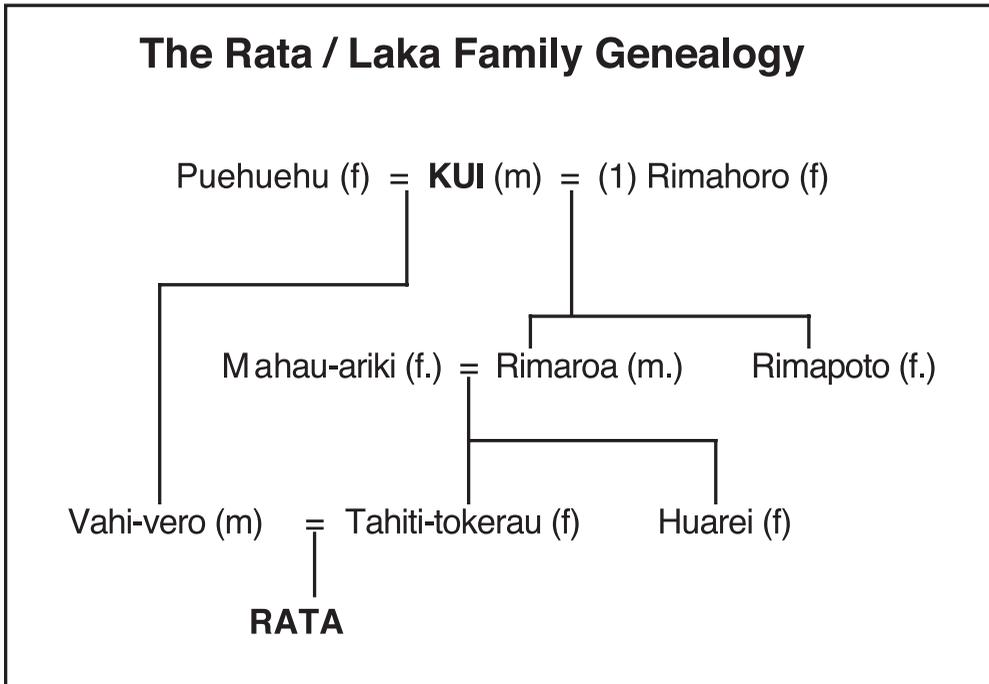 The Rata / Laka Family Genealogy
Puehuehu (f) = KUI (m) = (1) Rimahoro (f)
Mahau-ariki (f.) = Rimaroa (m.) Rimapoto (f.)
Vahi-vero (m) = Tahiti-tokerau (f) Huarei (f)
RATA